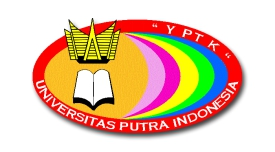 " Y P T K "
UNIVERSITAS PUTRA INDONESIA